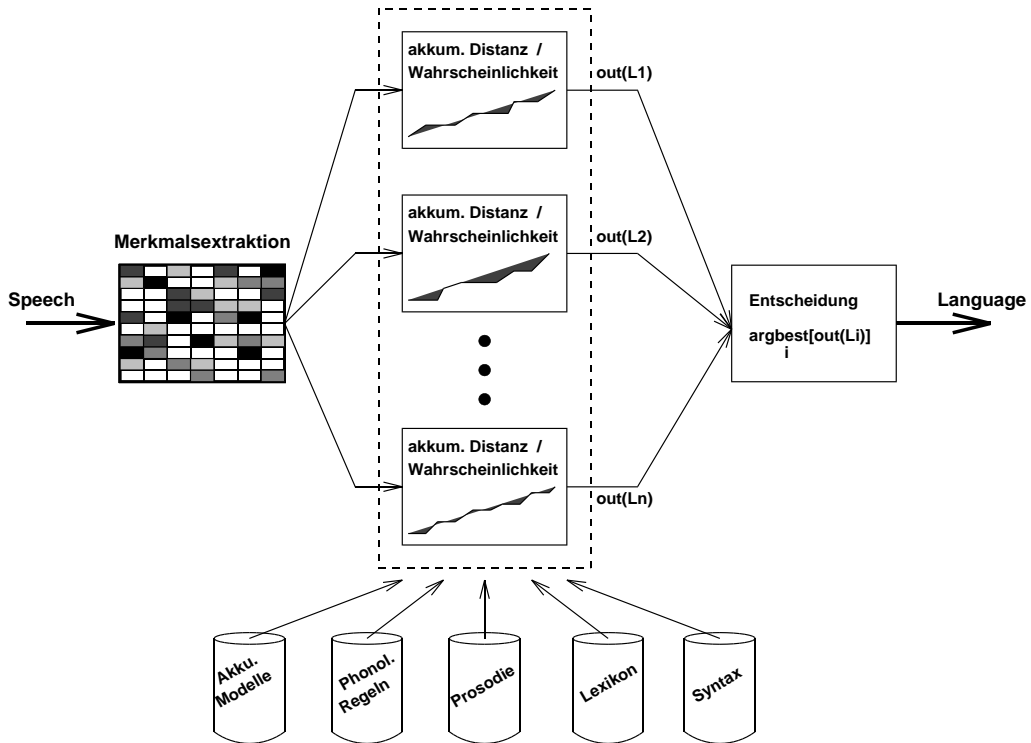 akkum. Distanz /
Wahrscheinlichkeit
out(L1)
akkum. Distanz /
Wahrscheinlichkeit
out(L2)
Merkmalsextraktion
Speech
Entscheidung
argbest[out(Li)]
i
Language
akkum. Distanz /
Wahrscheinlichkeit
out(Ln)
Akku.
Modelle
Phonol.
Regeln
Prosodie
Lexikon
Syntax